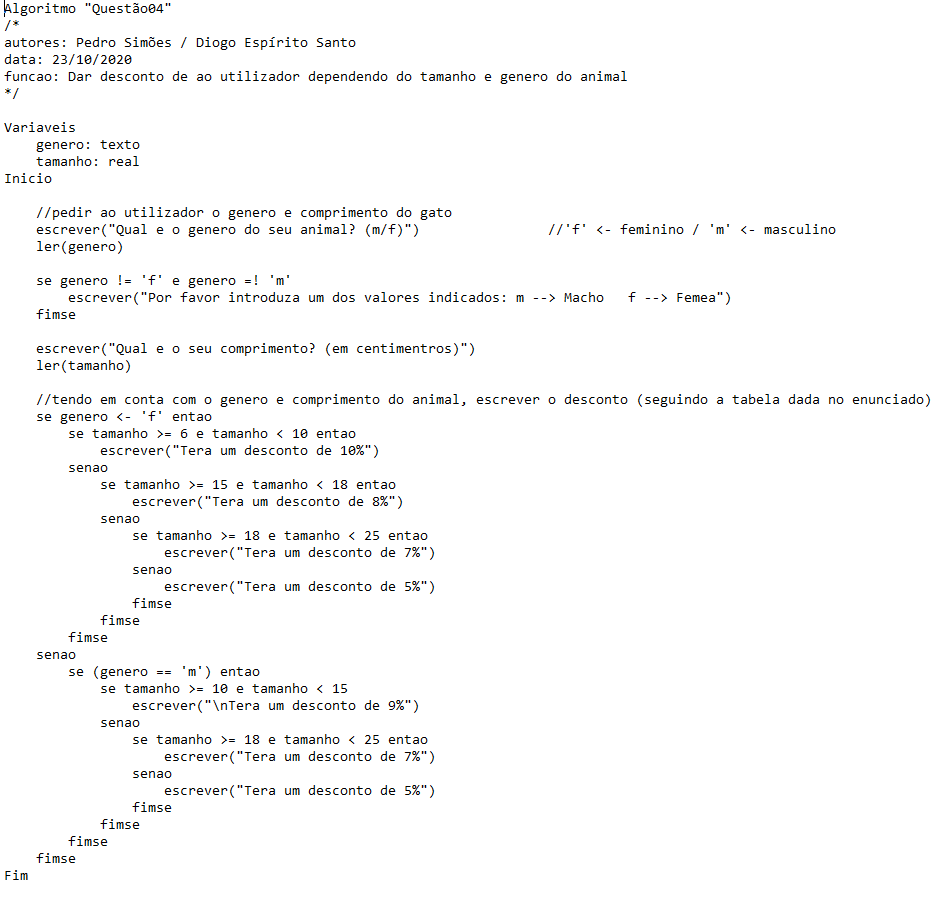 Algoritmo "Questão04"
/*
autores: Pedro Simões / Diogo Espírito Santo
data: 23/10/2020
funcao: Dar desconto de ao utilizador dependendo do tamanho e genero do animal
*/

Variaveis
    genero: texto
    tamanho: real
Inicio

    //pedir ao utilizador o genero e comprimento do gato
    escrever("Qual e o genero do seu animal? (m/f)")                //'f' <- feminino / 'm' <- masculino
    ler(genero)

    se genero != 'f' e genero =! 'm'
        escrever("Por favor introduza um dos valores indicados: m --> Macho   f --> Femea")
    fimse

    escrever("Qual e o seu comprimento? (em centimentros)")
    ler(tamanho)

    //tendo em conta com o genero e comprimento do animal, escrever o desconto (seguindo a tabela dada no enunciado)
    se genero <- 'f' entao
        se tamanho >= 6 e tamanho < 10 entao
            escrever("Tera um desconto de 10%")
        senao
            se tamanho >= 15 e tamanho < 18 entao
                escrever("Tera um desconto de 8%")
            senao
                se tamanho >= 18 e tamanho < 25 entao
                    escrever("Tera um desconto de 7%")
                senao
                    escrever("Tera um desconto de 5%")
                fimse
            fimse
        fimse
    senao
        se (genero == 'm') entao
            se tamanho >= 10 e tamanho < 15
                escrever("\nTera um desconto de 9%")
            senao
                se tamanho >= 18 e tamanho < 25 entao
                    escrever("Tera um desconto de 7%")
                senao
                    escrever("Tera um desconto de 5%")
                fimse
            fimse
        fimse
    fimse
Fim